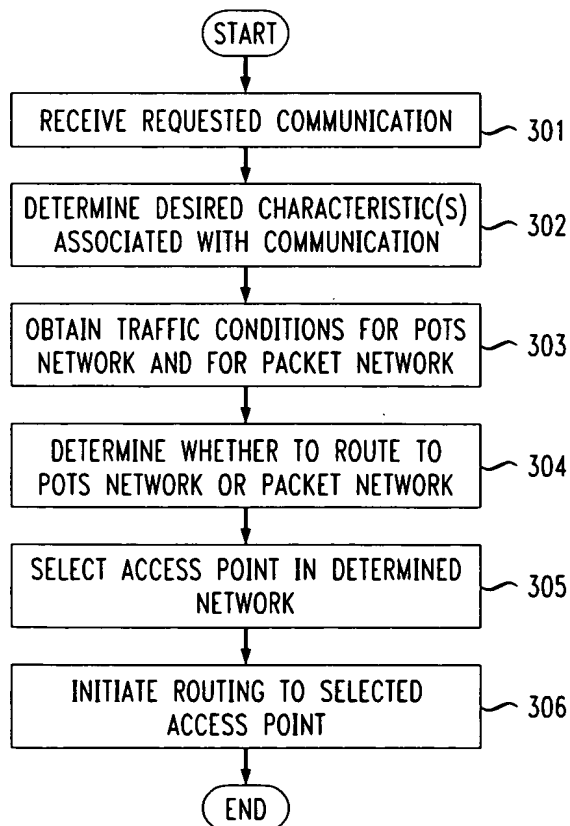 START
RECEIVE REQUESTED COMMUNICATION
301
DETERMINE DESIRED CHARACTERISTIC(S)
ASSOCIATED WITH COMMUNICATION
302
OBTAIN TRAFFIC CONDITIONS FOR POTS
NETWORK AND FOR PACKET NETWORK
303
DETERMINE WHETHER TO ROUTE TO
POTS NETWORK OR PACKET NETWORK
304
SELECT ACCESS POINT IN DETERMINED
NETWORK
305
INITIATE ROUTING TO SELECTED
ACCESS POINT
306
END